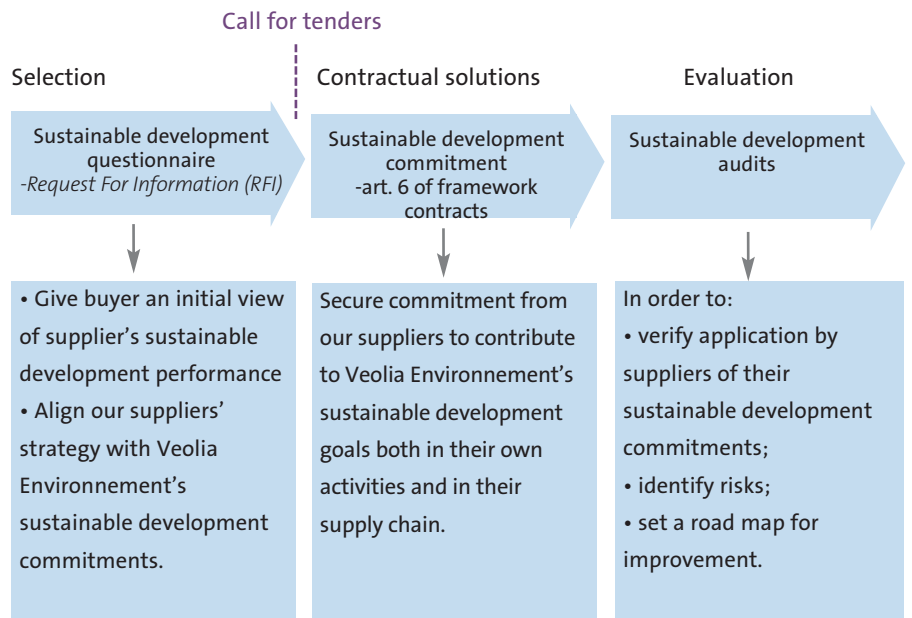 Call for tenders
Selection
Sustainable development
questionnaire
-Request For Information (RFI)
• Give buyer an initial view
of supplier’s sustainable
development performance
• Align our suppliers’
strategy with Veolia
Environnement’s
sustainable development
commitments.
Contractual solutions
Sustainable development
commitment
-art. 6 of framework
contracts
Secure commitment from
our suppliers to contribute
to Veolia Environnement’s
sustainable development
goals both in their own
activities and in their
supply chain.
Evaluation
Sustainable development
audits
In order to:
• verify application by
suppliers of their
sustainable development
commitments;
• identify risks;
• set a road map for
improvement.